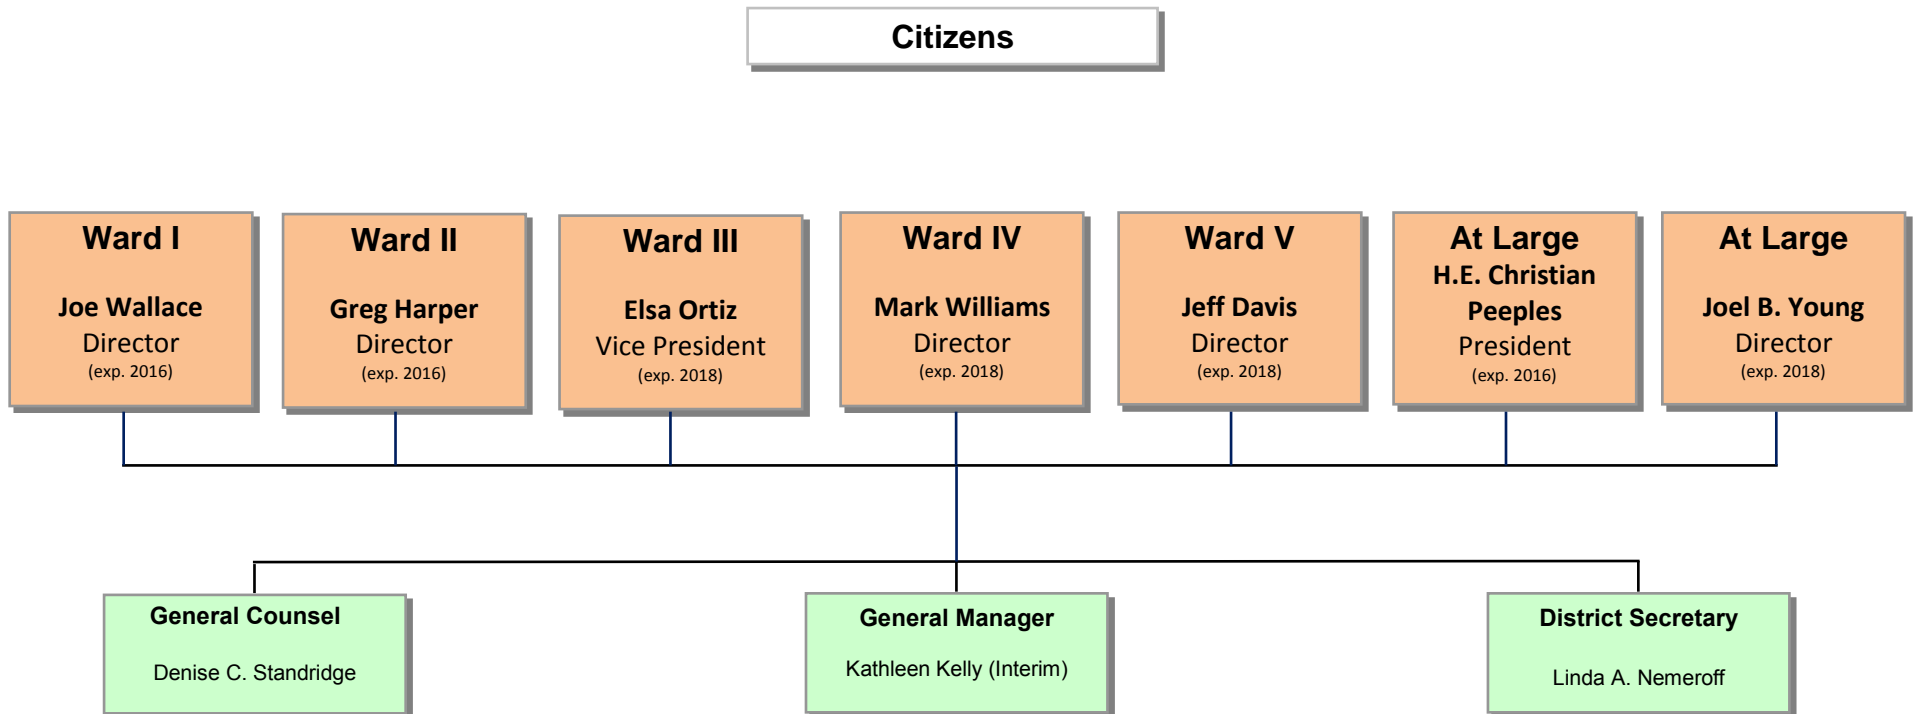 Citizens
Ward I
Joe Wallace
Director
(exp. 2016)
Ward II
Greg Harper
Director
(exp. 2016)
Ward III
Elsa Ortiz
Vice President
(exp. 2018)
Ward IV
Mark Williams
Director
(exp. 2018)
Ward V
Jeff Davis
Director
(exp. 2018)
At Large
H.E. Christian
Peeples
President
(exp. 2016)
At Large
Joel B. Young
Director
(exp. 2018)
General Counsel
Denise C. Standridge
General Manager
Kathleen Kelly (Interim)
District Secretary
Linda A. Nemeroff